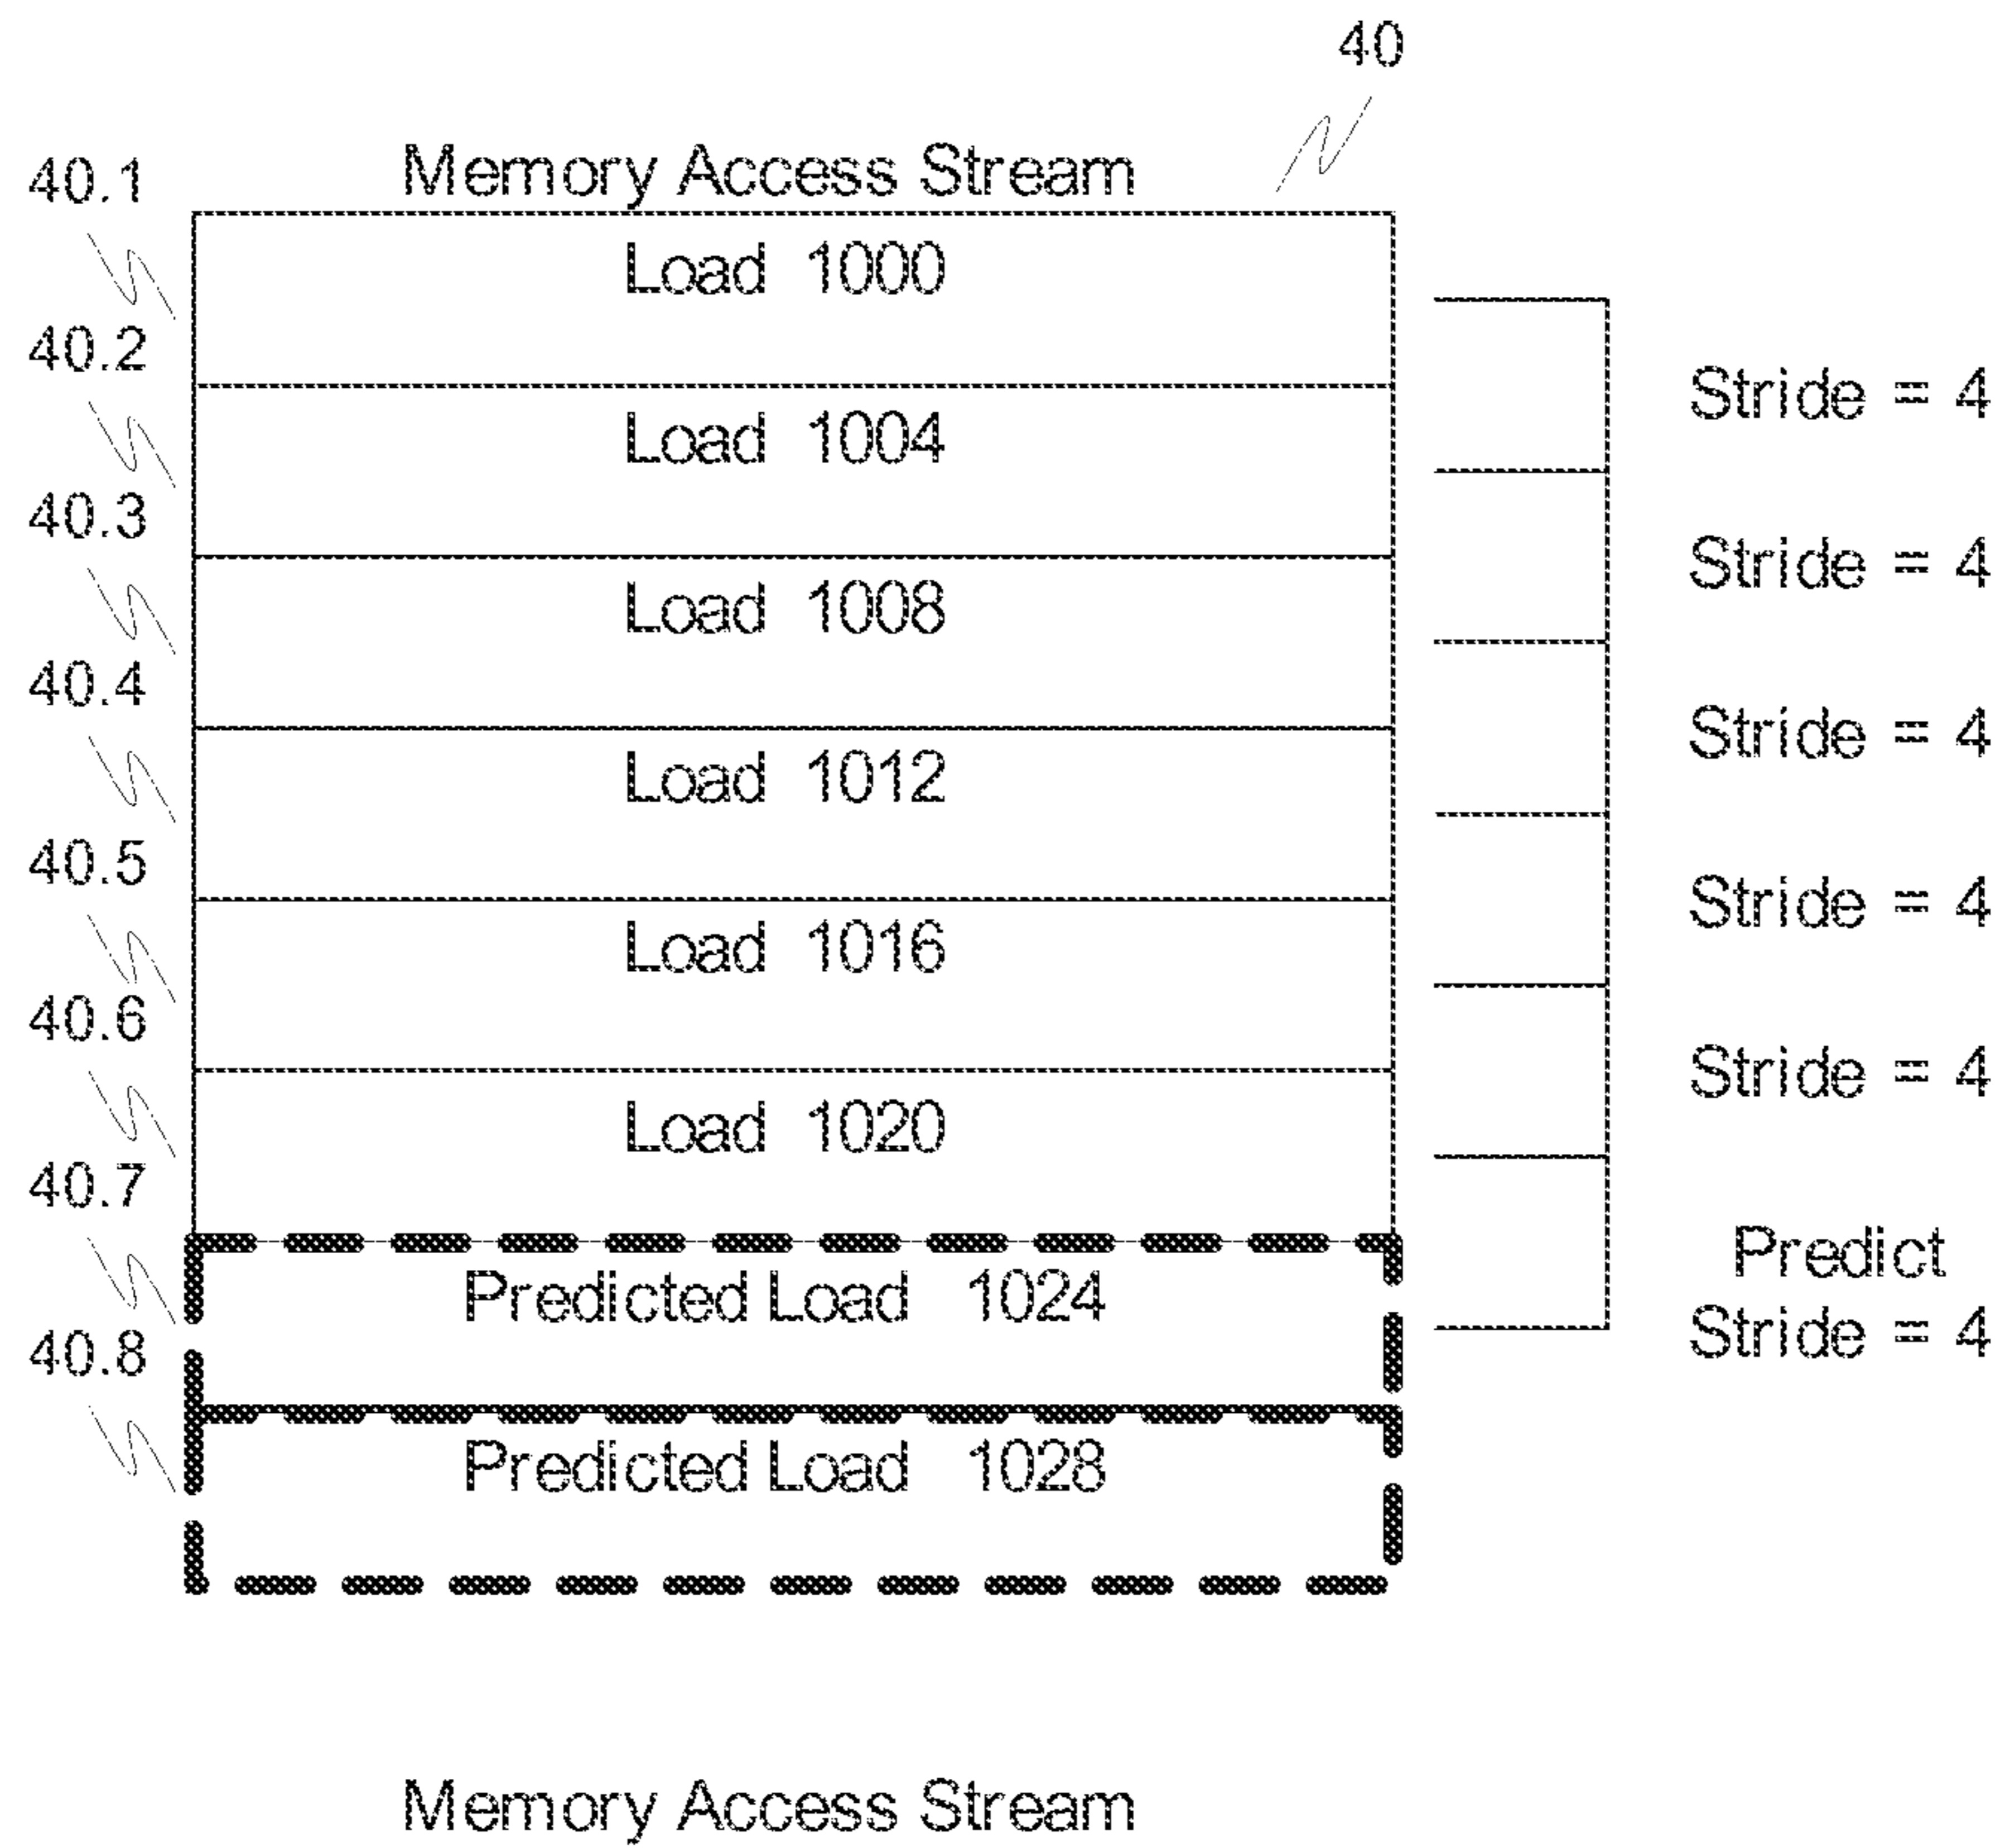 40
Memory Access Stream
40.1
Load 1000
40.2
Stride = 4
Load 1004
40.3
Stride = 4
Load 1008
40.4
Stride = 4
Load 1012
40.5
Stride = 4
Load 1016
40.6
Stride = 4
Load 1020
40.7
Predict
Stride = 4
Predicted Load 1024
40.8
Predicted Load 1028
Memory Access Stream